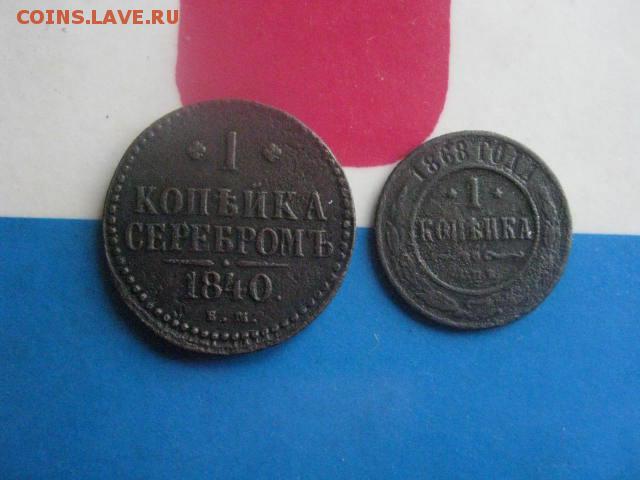 COINS.LAVE.RU
1
КОПѢЙКА
СЕРЕБРОМЪ
1840.
Е.М.
1868 ГОДА
1
КОПѢЙКА